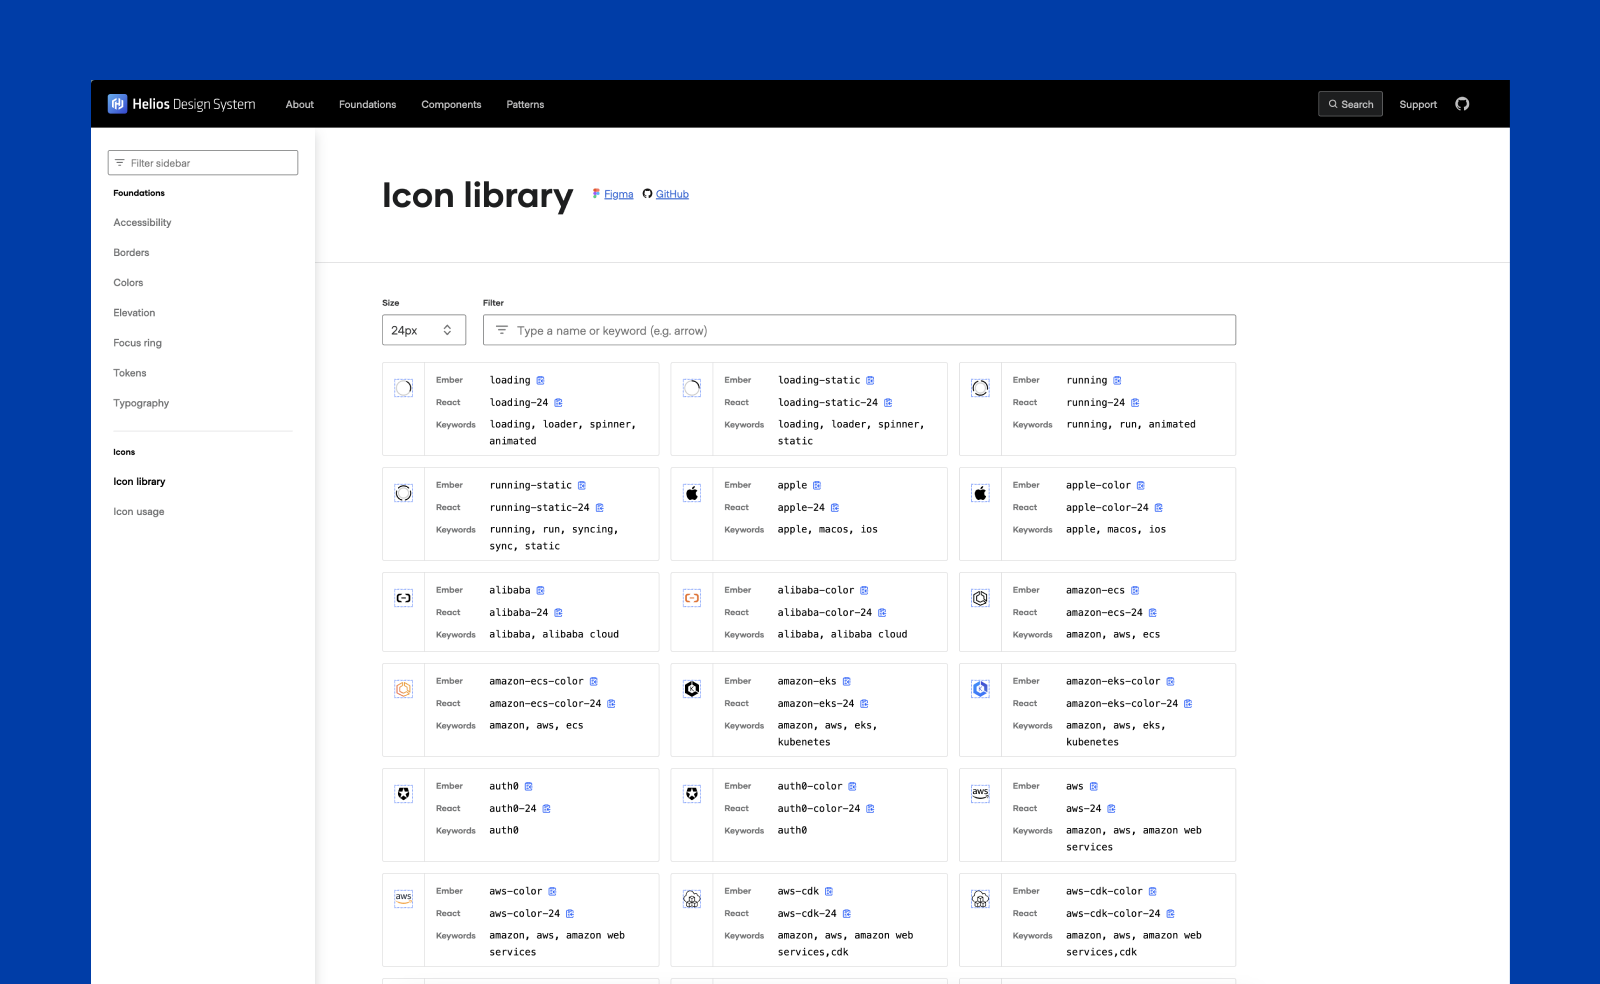 Helios Design System
About
Foundations
Components
Patterns
Search
Support
Filter sidebar
Foundations
Accessibility
Borders
Colors
Elevation
Focus ring
Tokens
Typography
Icons
Icon library
Icon usage
Icon library
Figma
GitHub
Size
Filter
24px
Type a name or keyword (e.g. arrow)
Ember loading
React loading-24
Keywords loading, loader, spinner,
animated
Ember loading-static
React loading-static-24
Keywords loading, loader, spinner,
static
Ember running
React running-24
Keywords running, run, animated
Ember running-static
React running-static-24
Keywords running, run, syncing,
sync, static
Ember apple
React apple-24
Keywords apple, macos, ios
Ember apple-color
React apple-color-24
Keywords apple, macos, ios
Ember alibaba
React alibaba-24
Keywords alibaba, alibaba cloud
Ember alibaba-color
React alibaba-color-24
Keywords alibaba, alibaba cloud
Ember amazon-ecs
React amazon-ecs-24
Keywords amazon, aws, ecs
Ember amazon-ecs-color
React amazon-ecs-color-24
Keywords amazon, aws, ecs
Ember amazon-eks
React amazon-eks-24
Keywords amazon, aws, eks,
kubernetes
Ember amazon-eks-color
React amazon-eks-color-24
Keywords amazon, aws, eks,
kubernetes
Ember auth0
React auth0-24
Keywords auth0
Ember auth0-color
React auth0-color-24
Keywords auth0
aws
Ember aws
React aws-24
Keywords amazon, aws, amazon web
services
aws
Ember aws-color
React aws-color-24
Keywords amazon, aws, amazon web
services
Ember aws-cdk
React aws-cdk-24
Keywords amazon, aws, amazon web
services,cdk
Ember aws-cdk-color
React aws-cdk-color-24
Keywords amazon, aws, amazon web
services,cdk